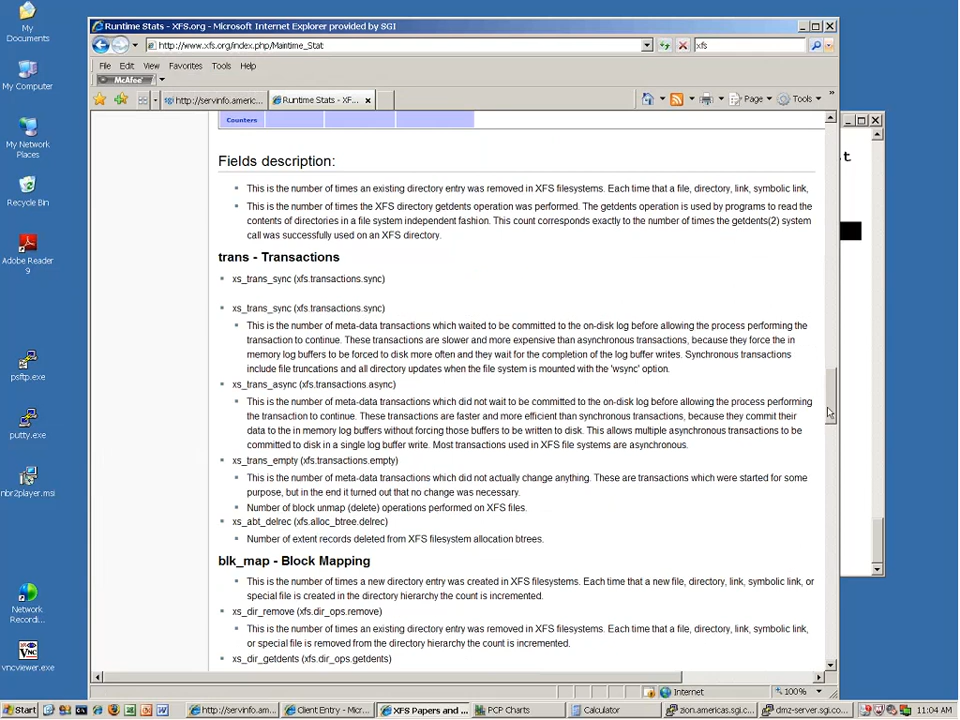 My
Documents
My Computer
My Network
Places
Recycle Bin
Adobe Reader
9
psftp.exe
putty.exe
nbr2player.msi
Network
Recordi...
vncviewer.exe
Runtime Stats - XFS.org - Microsoft Internet Explorer provided by SGI
xfs
File Edit View Favorites Tools Help
McAfee
http://servinfo.americ...
Runtime Stats - XF...
Page
Tools
Counters
Fields description:
This is the number of times an existing directory entry was removed in XFS filesystems. Each time that a file, directory, link, symbolic link,
This is the number of times the XFS directory getdents operation was performed. The getdents operation is used by programs to read the
contents of directories in a file system independent fashion. This count corresponds exactly to the number of times the getdents(2) system
call was successfully used on an XFS directory.
trans - Transactions
xs_trans_sync (xfs.transactions.sync)
xs_trans_sync (xfs.transactions.sync)
This is the number of meta-data transactions which waited to be committed to the on-disk log before allowing the process performing the
transaction to continue. These transactions are slower and more expensive than asynchronous transactions, because they force the in
memory log buffers to be forced to disk more often and they wait for the completion of the log buffer writes. Synchronous transactions
include file truncations and all directory updates when the file system is mounted with the 'wsync' option.
xs_trans_async (xfs.transactions.async)
This is the number of meta-data transactions which did not wait to be committed to the on-disk log before allowing the process performing
the transaction to continue. These transactions are faster and more efficient than synchronous transactions, because they commit their
data to the in memory log buffers without forcing those buffers to be written to disk. This allows multiple asynchronous transactions to be
committed to disk in a single log buffer write. Most transactions used in XFS file systems are asynchronous.
xs_trans_empty (xfs.transactions.empty)
This is the number of meta-data transactions which did not actually change anything. These are transactions which were started for some
purpose, but in the end it turned out that no change was necessary.
Number of block unmap (delete) operations performed on XFS files.
xs_abt_delrec (xfs.alloc_btree.delrec)
Number of extent records deleted from XFS filesystem allocation btrees.
blk_map - Block Mapping
This is the number of times a new directory entry was created in XFS filesystems. Each time that a new file, directory, link, symbolic link, or
special file is created in the directory hierarchy the count is incremented.
xs_dir_remove (xfs.dir_ops.remove)
This is the number of times an existing directory entry was removed in XFS filesystems. Each time that a file, directory, link, symbolic link,
or special file is removed from the directory hierarchy the count is incremented.
xs_dir_getdents (xfs.dir_ops.getdents)
Internet
100%
Start
http://servinfo.am...
Client Entry - Micr...
XFS Papers and ...
PCP Charts
Calculator
zion.americas.sgi.c...
dmz-server.sgi.co...
11:04 AM